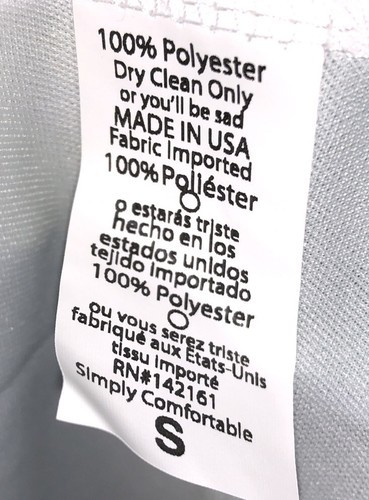 100% Polyester
Dry Clean Only
or you'll be sad
MADE IN USA
Fabric Imported
100% Poliéster
o estarás triste
hecho en los
estados unidos
tejido importado
100% Polyester
ou vous serez triste
fabriqué aux États-Unis
tissu importé
RN#142161
Simply Comfortable
S